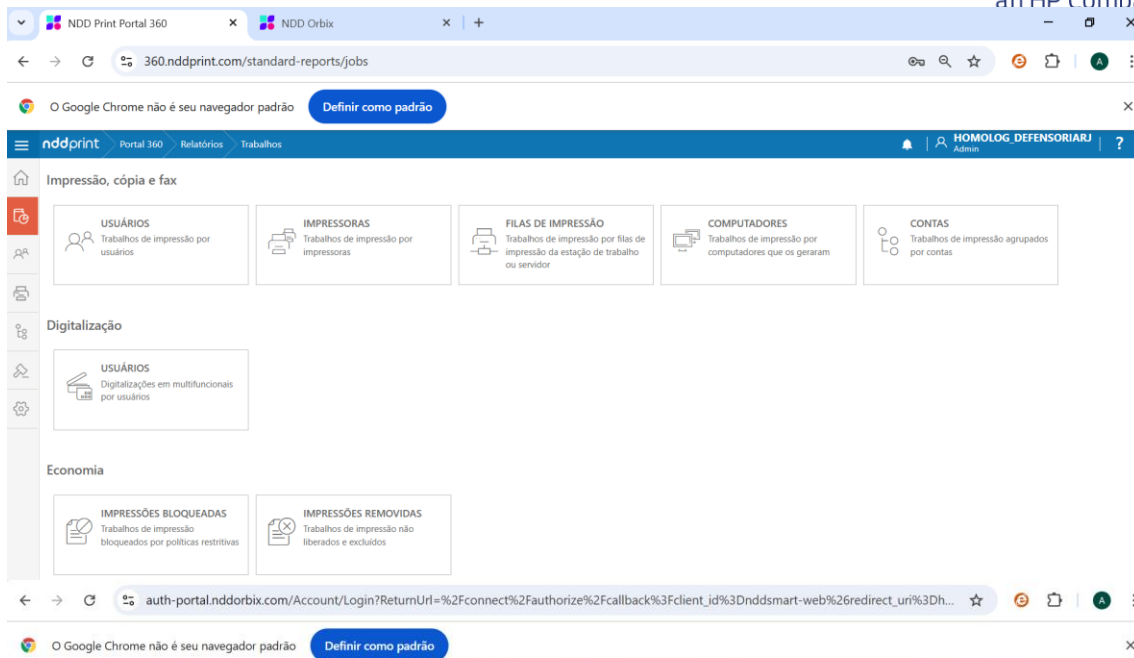 an HP Compa
NDD Print Portal 360
NDD Orbix
360.nddprint.com/standard-reports/jobs
A
O Google Chrome não é seu navegador padrão Definir como padrão
nddprint Portal 360 Relatórios Trabalhos HOMOLOG_DEFENSORIARJ ?
Admin
Impressão, cópia e fax
USUÁRIOS
Trabalhos de impressão por
usuários
IMPRESSORAS
Trabalhos de impressão por
impressoras
FILAS DE IMPRESSÃO
Trabalhos de impressão por filas de
impressão da estação de trabalho
ou servidor
COMPUTADORES
Trabalhos de impressão por
computadores que os geraram
CONTAS
Trabalhos de impressão agrupados
por contas
Digitalização
USUÁRIOS
Digitalizações em multifuncionais
por usuários
Economia
IMPRESSÕES BLOQUEADAS
Trabalhos de impressão
bloqueados por políticas restritivas
IMPRESSÕES REMOVIDAS
Trabalhos de impressão não
liberados e excluídos
auth-portal.nddorbix.com/Account/Login?ReturnUrl=%2Fconnect%2Fauthorize%2Fcallback%3Fclient_id%3Dnddsmart-web%26redirect_uri%3Dh...
A
O Google Chrome não é seu navegador padrão Definir como padrão